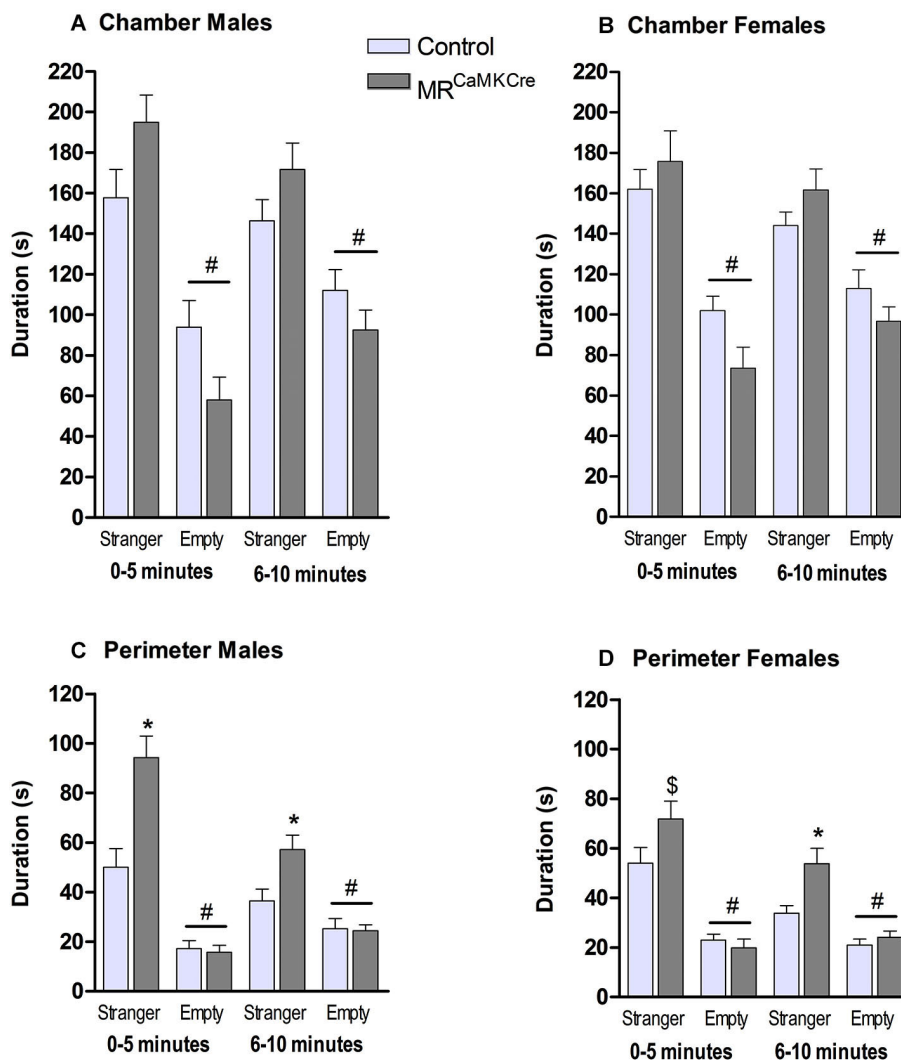 A Chamber Males
B Chamber Females
Control
MR^CaMKCre
Duration (s)
220
200
180
160
140
120
100
80
60
40
20
0
#
#
Stranger Empty Stranger Empty
0-5 minutes 6-10 minutes
Duration (s)
220
200
180
160
140
120
100
80
60
40
20
0
#
#
Stranger Empty Stranger Empty
0-5 minutes 6-10 minutes
C Perimeter Males
Duration (s)
120
100
80
60
40
20
0
*
#
*
#
Stranger Empty Stranger Empty
0-5 minutes 6-10 minutes
D Perimeter Females
Duration (s)
120
100
80
60
40
20
0
$
#
*
#
Stranger Empty Stranger Empty
0-5 minutes 6-10 minutes